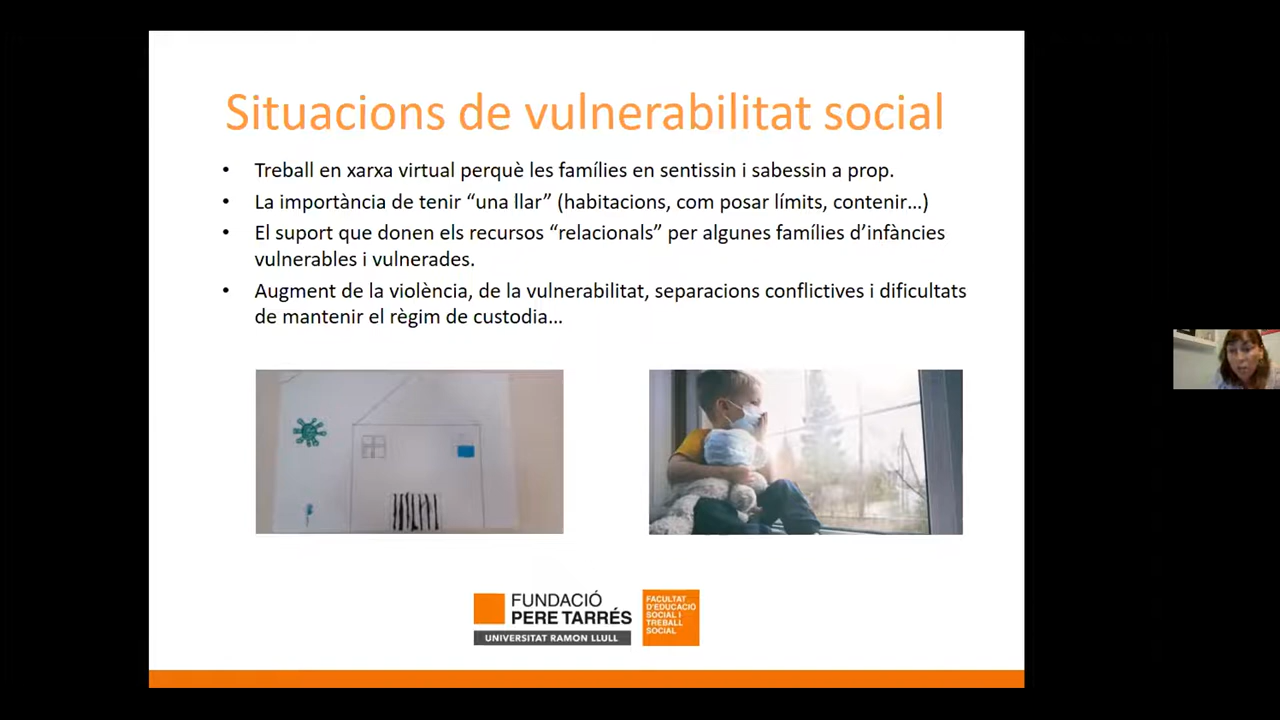 Situacions de vulnerabilitat social
• Treball en xarxa virtual perquè les famílies en sentissin i sabessin a prop.
• La importància de tenir “una llar” (habitacions, com posar límits, contenir…)
• El suport que donen els recursos “relacionals” per algunes famílies d’infàncies
vulnerables i vulnerades.
• Augment de la violència, de la vulnerabilitat, separacions conflictives i dificultats
de mantenir el règim de custodia…
FUNDACIÓ
PERE TARRÉS
UNIVERSITAT RAMON LLULL
FACULTAT
D'EDUCACIÓ
SOCIAL I
TREBALL
SOCIAL